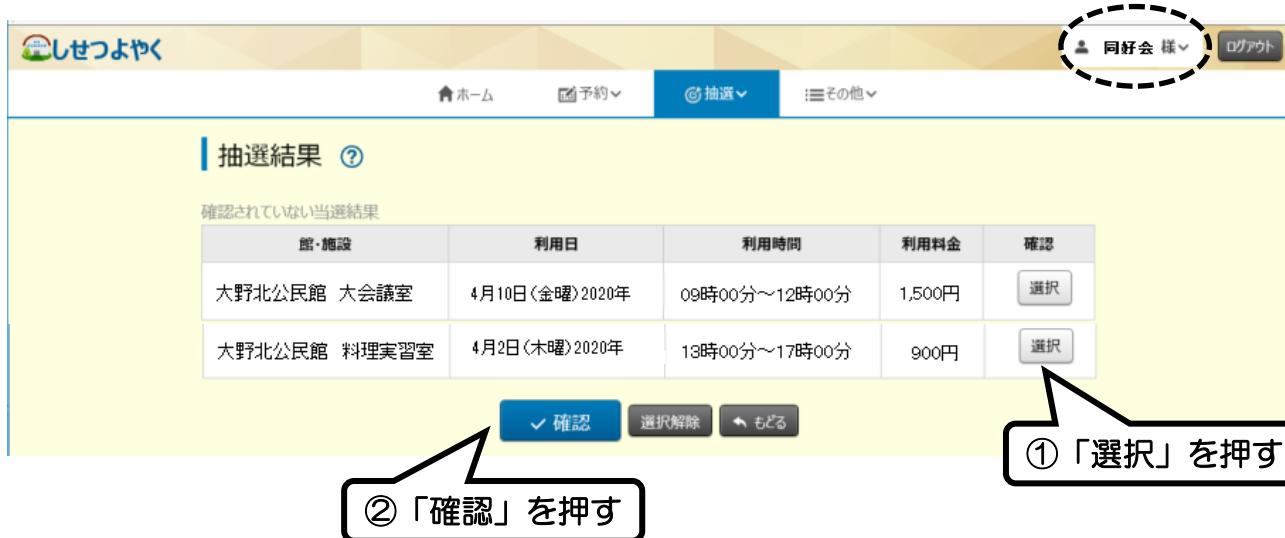 しせつよやく
同好会 様
ログアウト
ホーム 予約 抽選 その他
抽選結果 ?
確認されていない当選結果
館・施設 利用日 利用時間 利用料金 確認
大野北公民館 大会議室 4月10日(金曜)2020年 09時00分～12時00分 1,500円 選択
大野北公民館 料理実習室 4月2日(木曜)2020年 13時00分～17時00分 900円 選択
確認 選択解除 もどる
①「選択」を押す
②「確認」を押す